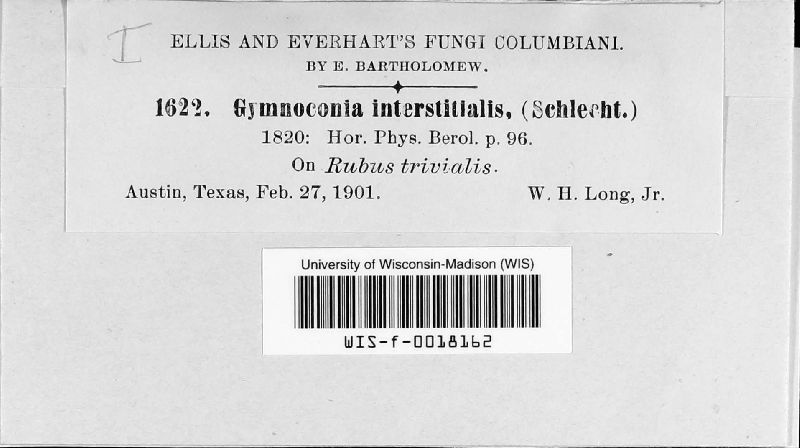 I
ELLIS AND EVERHART'S FUNGI COLUMBIANI.
BY E. BARTHOLOMEW.
1622. Gymnoconia interstitialis, (Schlecht.)
1820: Hor. Phys. Berol. p. 96.
On Rubus trivialis.
Austin, Texas, Feb. 27, 1901. W. H. Long, Jr.
University of Wisconsin-Madison (WIS)
WIS-f-0018162